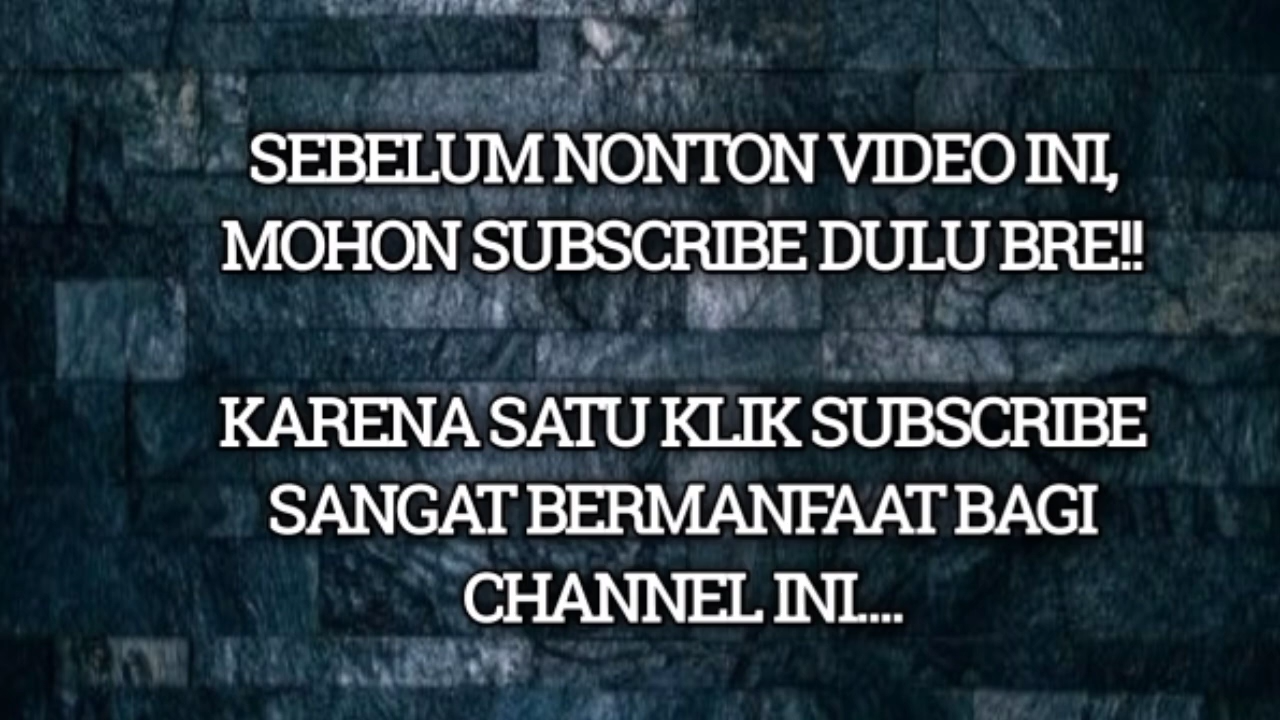 SEBELUM NONTON VIDEO INI,
MOHON SUBSCRIBE DULU BRE!!
KARENA SATU KLIK SUBSCRIBE
SANGAT BERMANFAAT BAGI
CHANNEL INI....